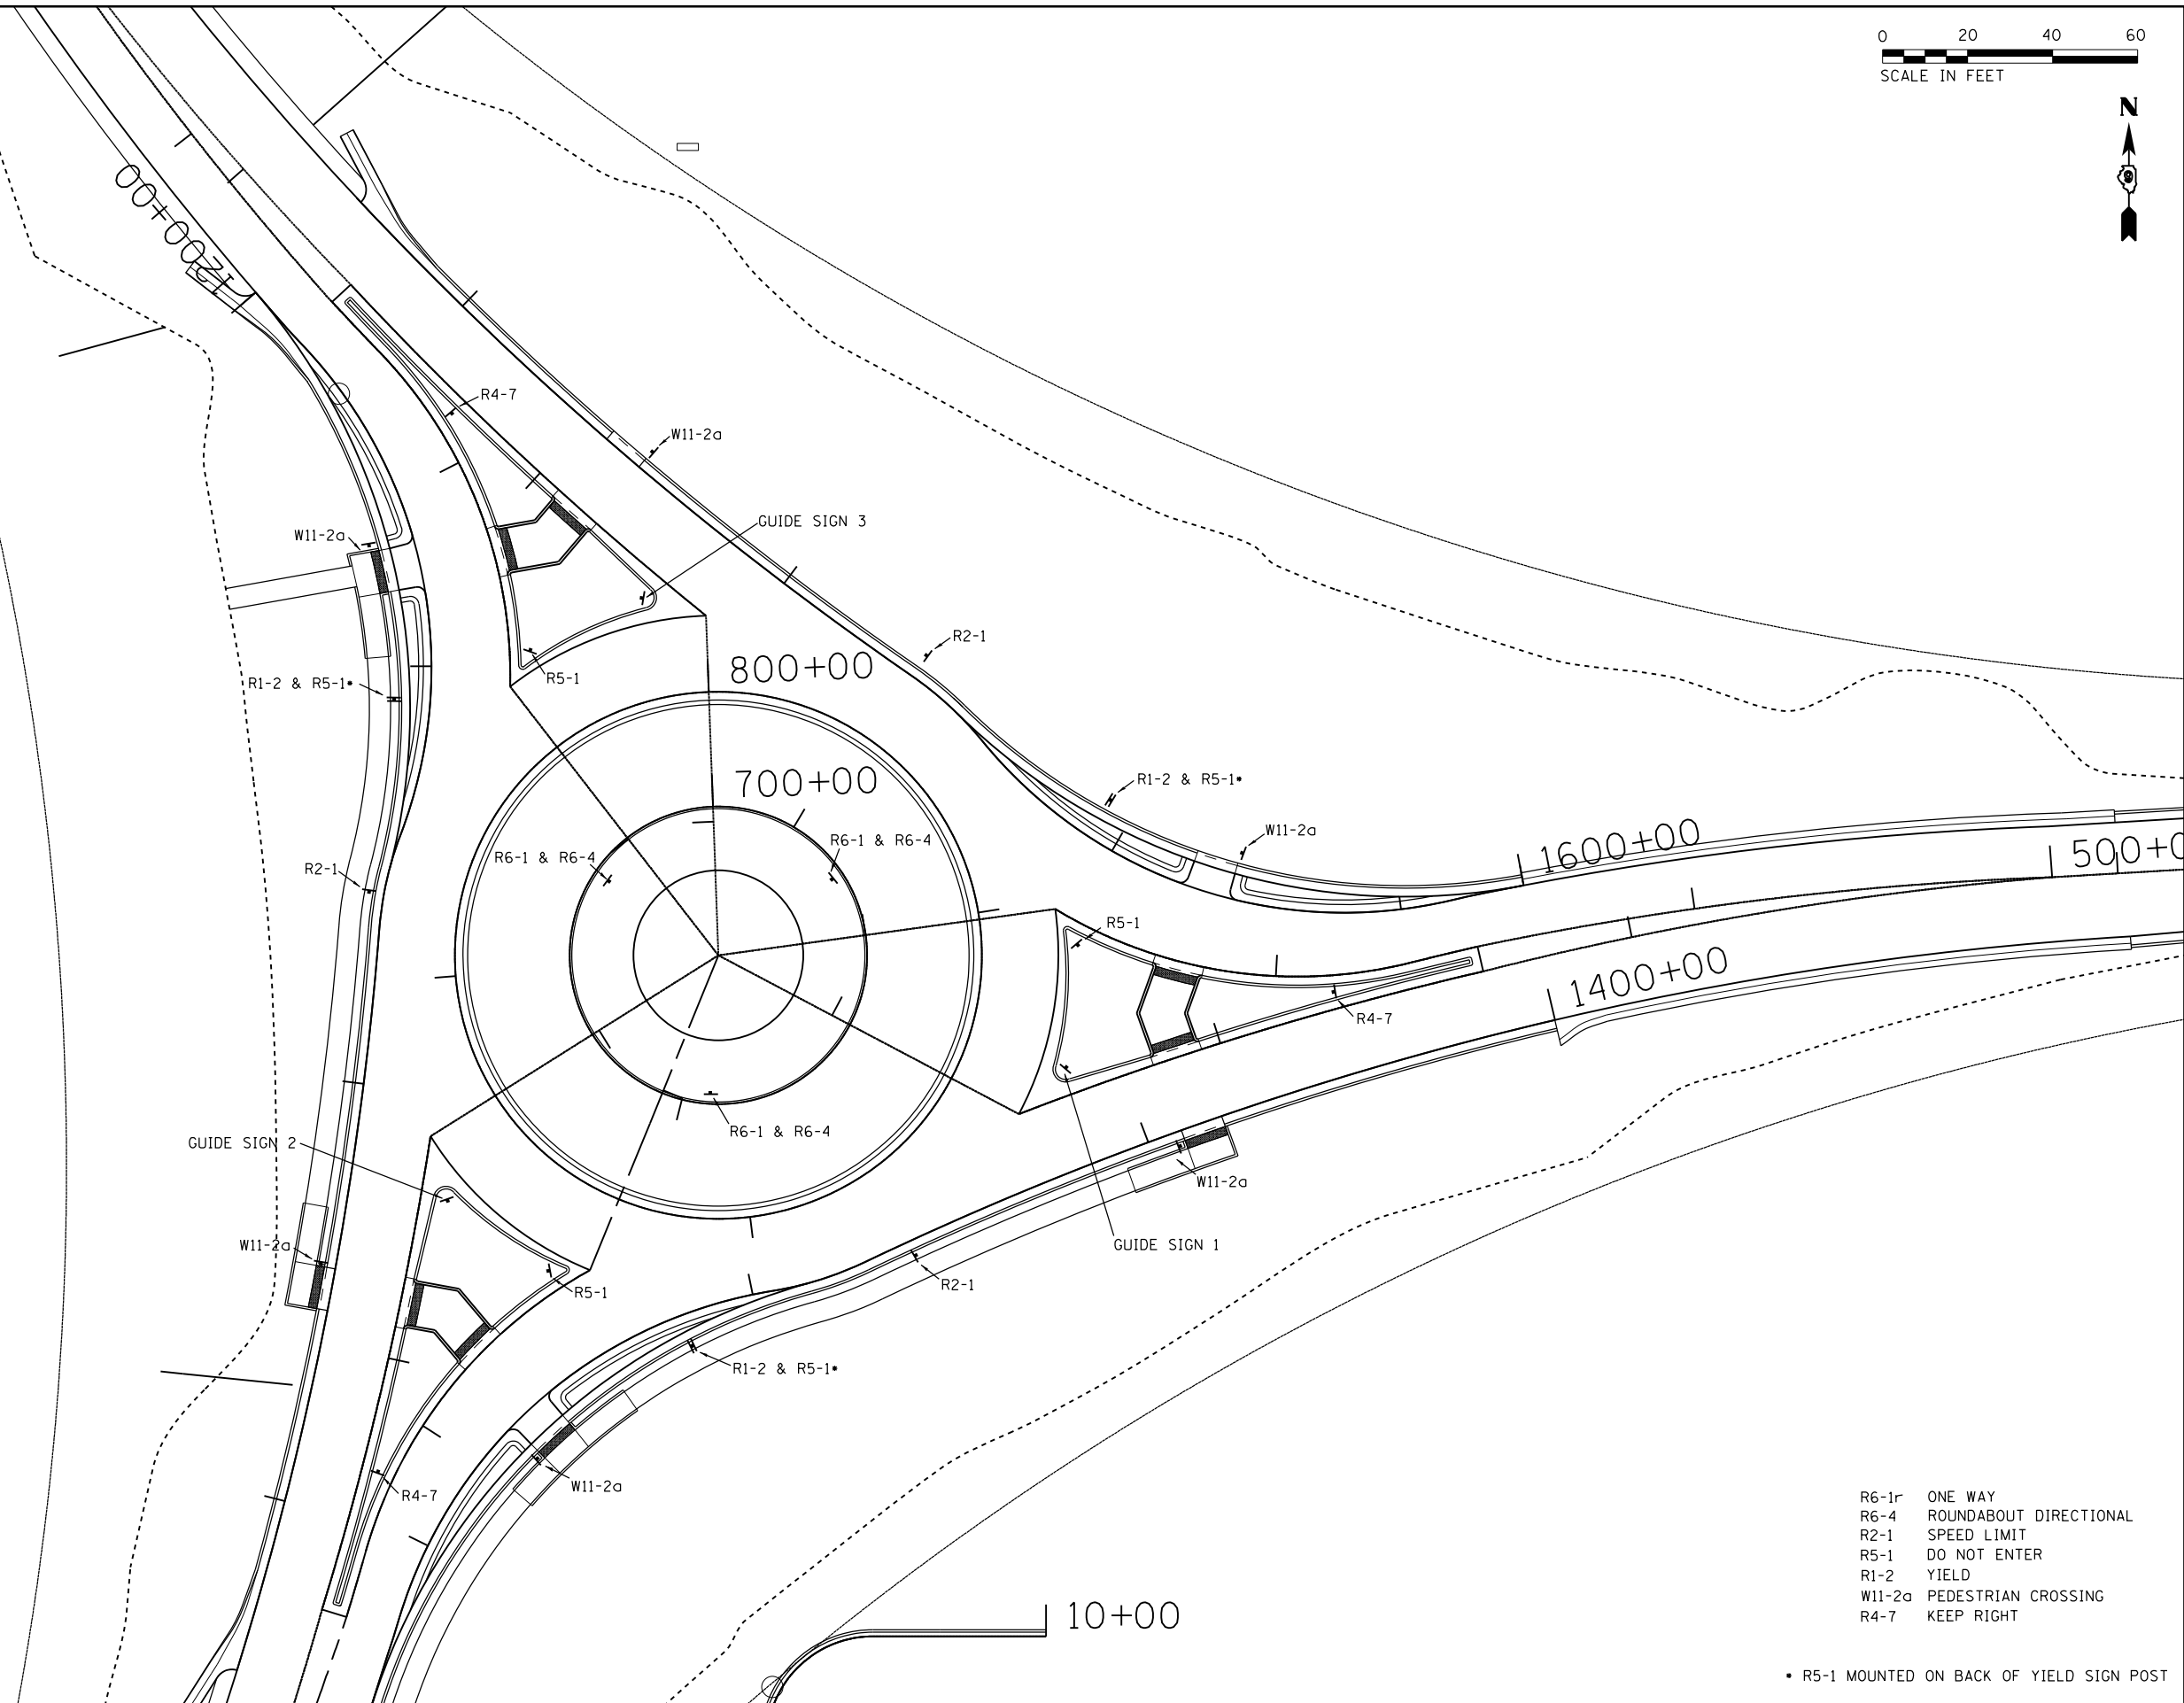 0 20 40 60
SCALE IN FEET
N
1200+00
R4-7
W11-2a
GUIDE SIGN 3
W11-2a
R2-1
R5-1
800+00
R1-2 & R5-1*
700+00
R1-2 & R5-1*
R6-1 & R6-4
R6-1 & R6-4
W11-2a
1600+00
500+0
R2-1
R5-1
1400+00
R4-7
R6-1 & R6-4
GUIDE SIGN 2
W11-2a
W11-2a
GUIDE SIGN 1
R2-1
R5-1
R1-2 & R5-1*
W11-2a
R4-7
10+00
R6-1r ONE WAY
R6-4 ROUNDABOUT DIRECTIONAL
R2-1 SPEED LIMIT
R5-1 DO NOT ENTER
R1-2 YIELD
W11-2a PEDESTRIAN CROSSING
R4-7 KEEP RIGHT
* R5-1 MOUNTED ON BACK OF YIELD SIGN POST